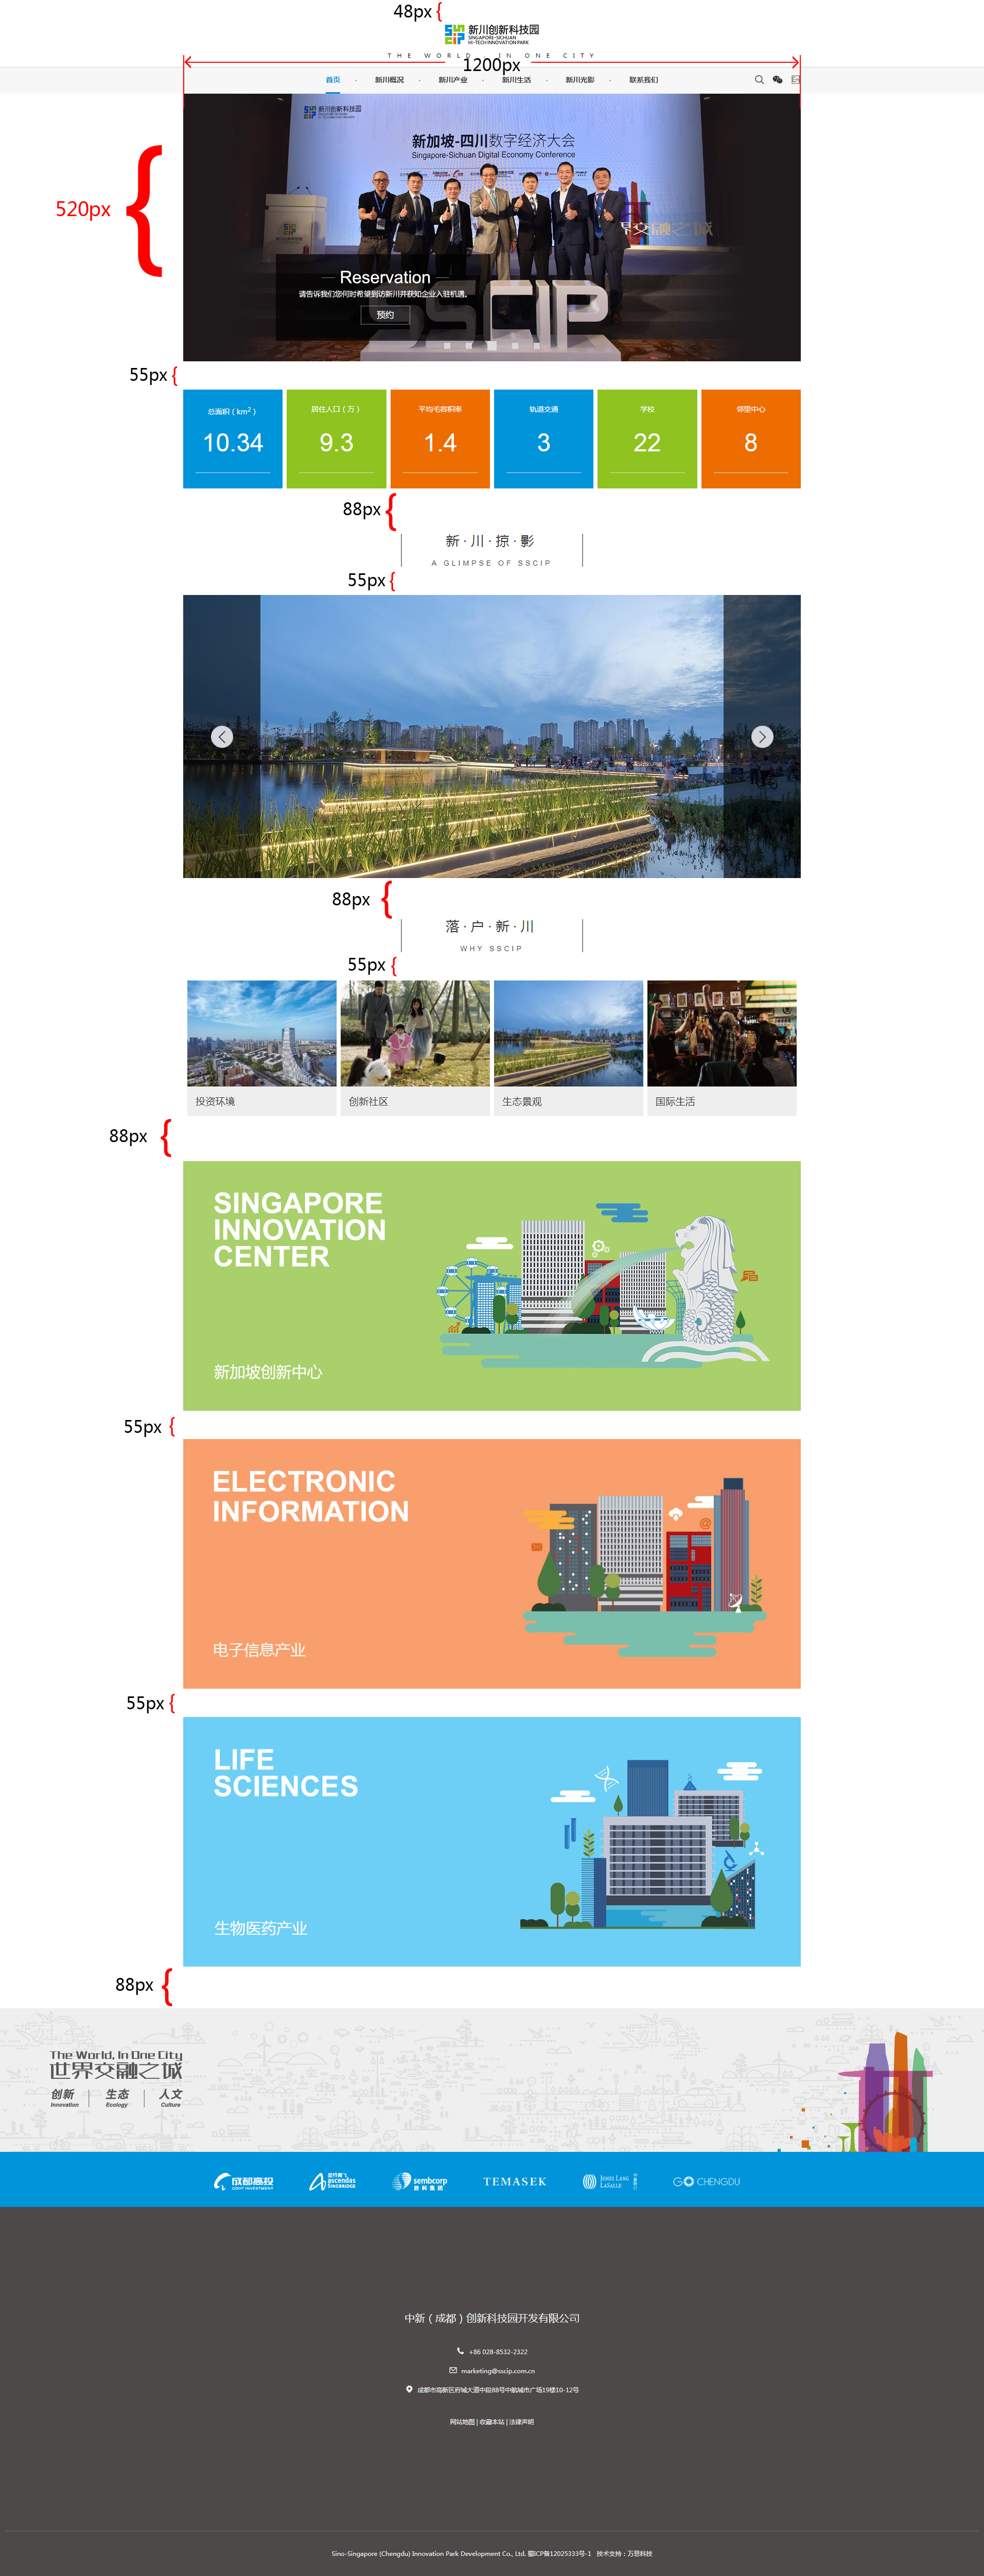 48px
新川创新科技园
SINGAPORE-SICHUAN
HI-TECH INNOVATION PARK
THE WORLD, IN ONE CITY
1200px
首页 · 新川概况 · 新川产业 · 新川生活 · 新川光影 · 联系我们
新川创新科技园
新加坡-四川数字经济大会
Singapore-Sichuan Digital Economy Conference
520px
界交融之城
Reservation
请告诉我们您何时希望到访新川并获知企业入驻机遇。
预约
SSCIP
55px
总面积（km2） 居住人口（万） 平均毛容积率 轨道交通 学校 邻里中心
10.34 9.3 1.4 3 22 8
88px
新·川·掠·影
A GLIMPSE OF SSCIP
55px
88px
落·户·新·川
WHY SSCIP
55px
投资环境 创新社区 生态景观 国际生活
88px
SINGAPORE
INNOVATION
CENTER
新加坡创新中心
55px
ELECTRONIC
INFORMATION
@
电子信息产业
55px
LIFE
SCIENCES
生物医药产业
88px
The World, In One City
世界交融之城
创新 生态 人文
Innovation Ecology Culture
成都高投 ascendas SINGBRIDGE sembcorp 胜科集团 TEMASEK JONES LANG LASALLE GO CHENGDU
中新（成都）创新科技园开发有限公司
+86 028-8532-2322
marketing@sscip.com.cn
成都市高新区府城大道中段88号中航城市广场19楼10-12号
网站地图 | 收藏本站 | 法律声明
Sino-Singapore (Chengdu) Innovation Park Development Co., Ltd. 蜀ICP备12025333号-1 技术支持：万息科技